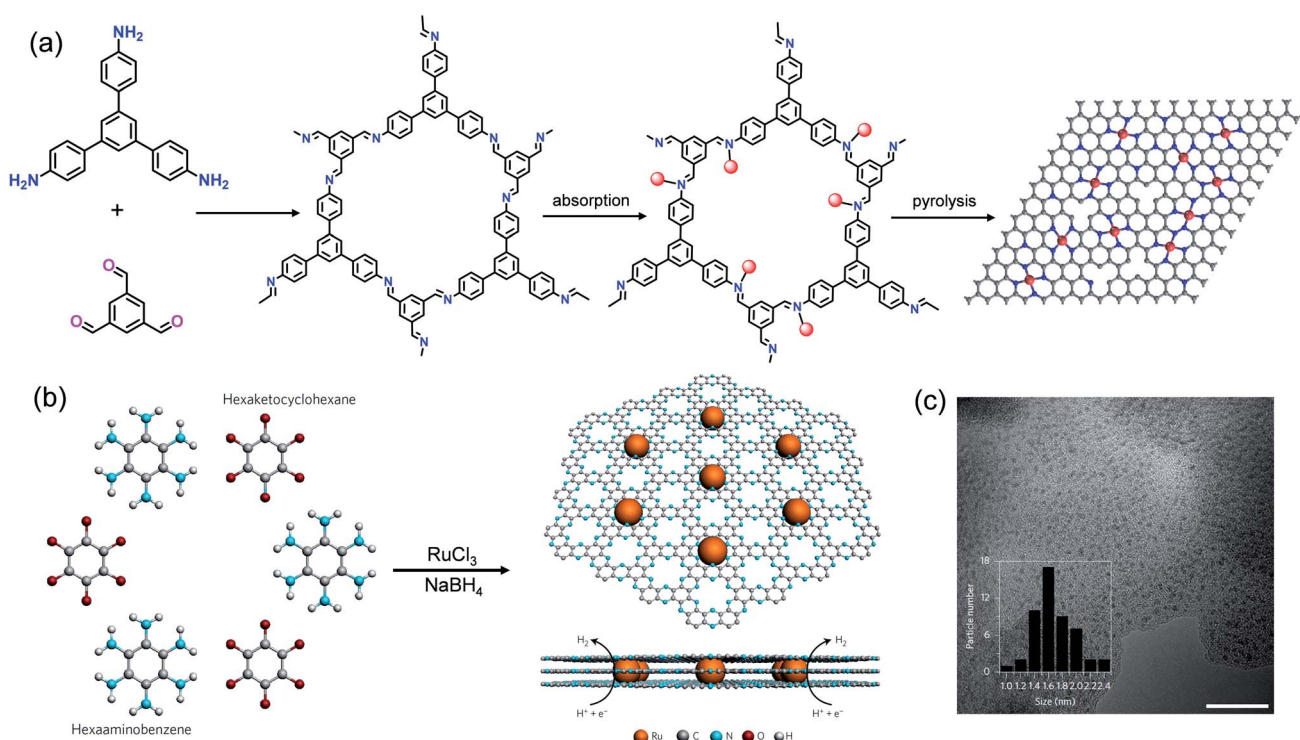 (a)
NH₂
H₂N
NH₂
+
O
O
O
N
N
N
N
N
N
N
N
N
N
N
N
absorption
N
N
N
N
N
N
N
N
N
N
N
N
pyrolysis
(b)
Hexaketocyclohexane
Hexaaminobenzene
RuCl₃
NaBH₄
H₂
H₂
H⁺ + e⁻
H⁺ + e⁻
Ru C N O H
(c)
Particle number
18
12
6
0
1.0 1.2 1.4 1.6 1.8 2.0 2.2 2.4
Size (nm)